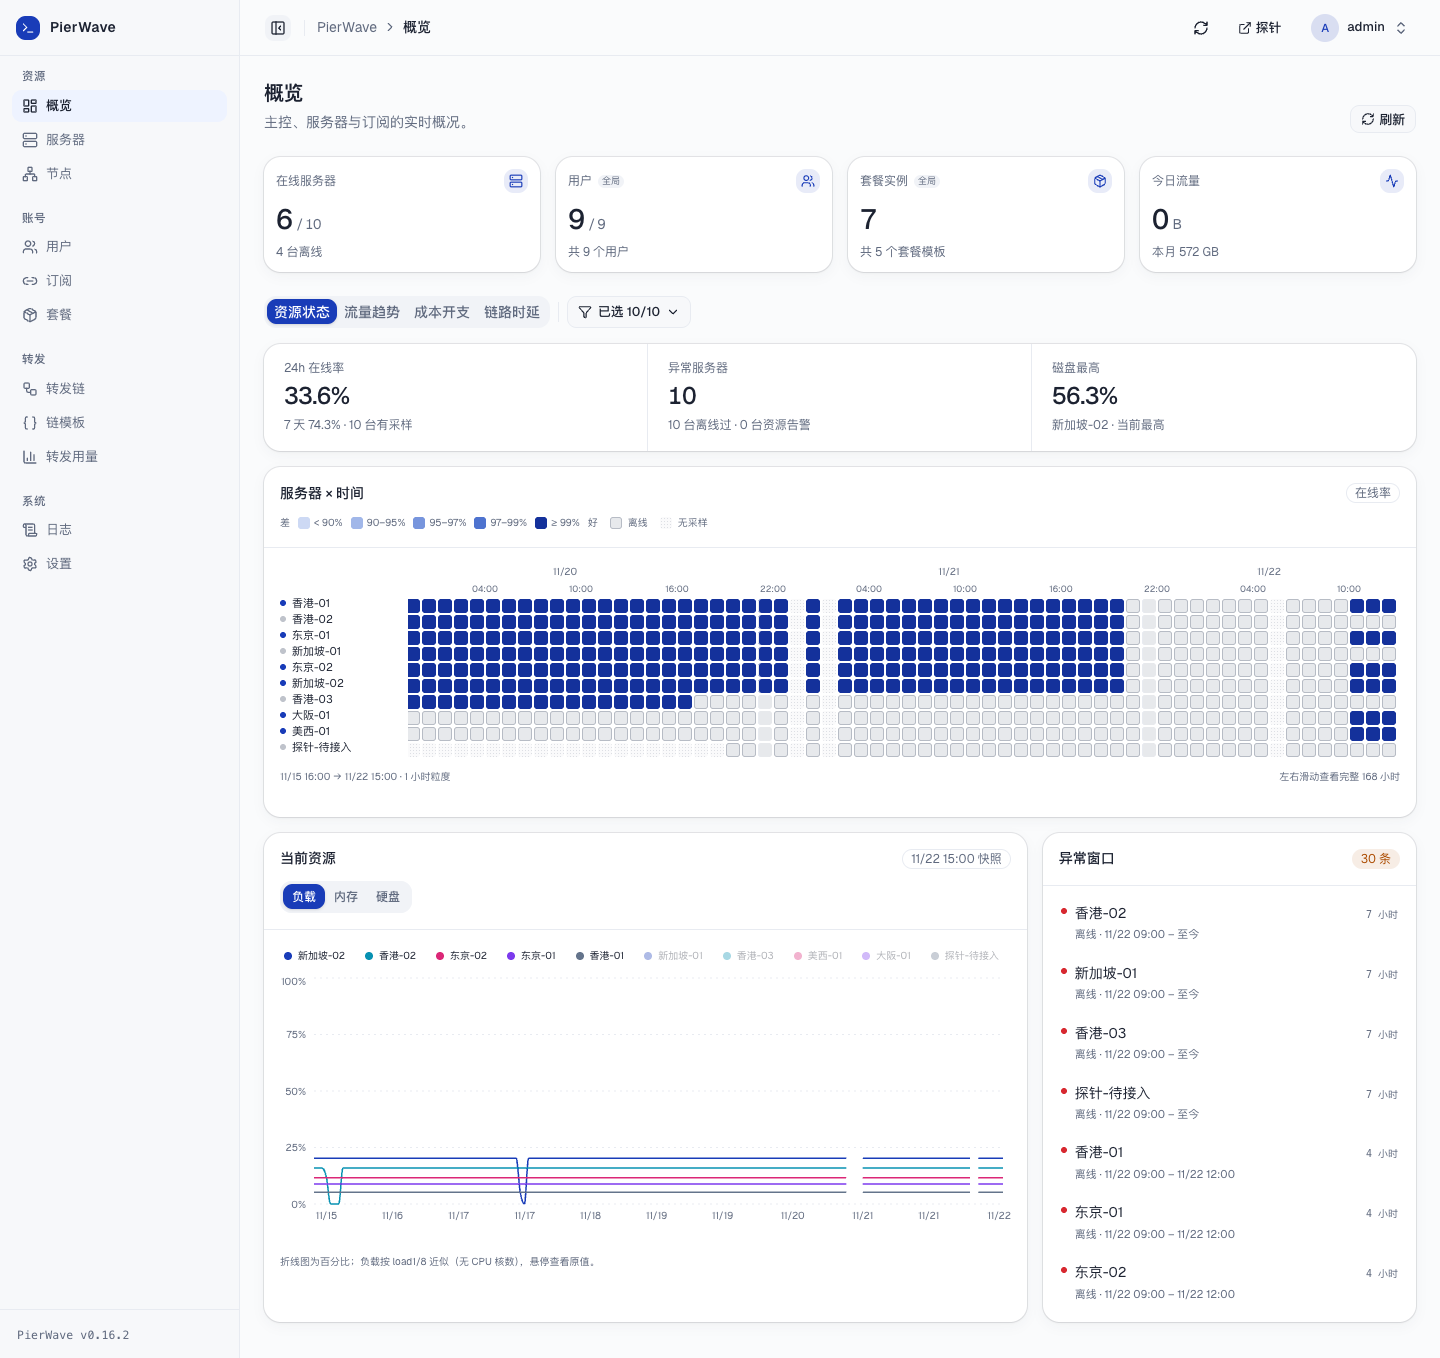 PierWave
PierWave > 概览
探针
A admin
资源
概览
服务器
节点
账号
用户
订阅
套餐
转发
转发链
链模板
转发用量
系统
日志
设置
PierWave v0.16.2
概览
主控、服务器与订阅的实时概况。
刷新
在线服务器
6 / 10
4 台离线
用户 全局
9 / 9
共 9 个用户
套餐实例 全局
7
共 5 个套餐模板
今日流量
0 B
本月 572 GB
资源状态 流量趋势 成本开支 链路时延 已选 10/10
24h 在线率
33.6%
7 天 74.3% · 10 台有采样
异常服务器
10
10 台离线过 · 0 台资源告警
磁盘最高
56.3%
新加坡-02 · 当前最高
服务器 × 时间
在线率
差 < 90% 90–95% 95–97% 97–99% ≥ 99% 好 离线 无采样
11/20 11/21 11/22
04:00 10:00 16:00 22:00 04:00 10:00 16:00 22:00 04:00 10:00
香港-01
香港-02
东京-01
新加坡-01
东京-02
新加坡-02
香港-03
大阪-01
美西-01
探针-待接入
11/15 16:00 → 11/22 15:00 · 1 小时粒度
左右滑动查看完整 168 小时
当前资源
11/22 15:00 快照
负载 内存 硬盘
新加坡-02 香港-02 东京-02 东京-01 香港-01 新加坡-01 香港-03 美西-01 大阪-01 探针-待接入
100%
75%
50%
25%
0%
11/15 11/16 11/17 11/17 11/18 11/19 11/19 11/20 11/21 11/21 11/22
折线图为百分比；负载按 load1/8 近似（无 CPU 核数），悬停查看原值。
异常窗口
30 条
香港-02 7 小时
离线 · 11/22 09:00 – 至今
新加坡-01 7 小时
离线 · 11/22 09:00 – 至今
香港-03 7 小时
离线 · 11/22 09:00 – 至今
探针-待接入 7 小时
离线 · 11/22 09:00 – 至今
香港-01 4 小时
离线 · 11/22 09:00 – 11/22 12:00
东京-01 4 小时
离线 · 11/22 09:00 – 11/22 12:00
东京-02 4 小时
离线 · 11/22 09:00 – 11/22 12:00